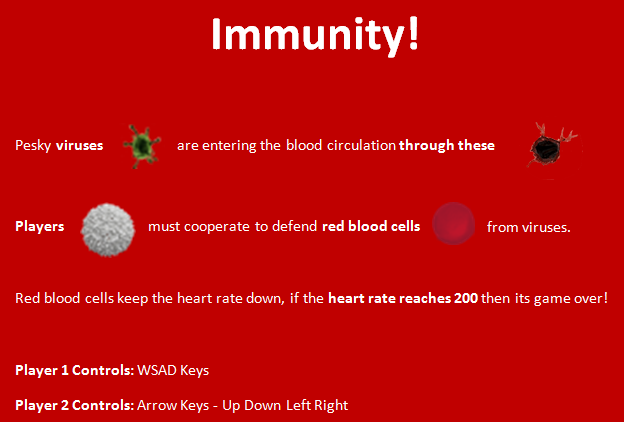 Immunity!
Pesky viruses are entering the blood circulation through these
Players must cooperate to defend red blood cells from viruses.
Red blood cells keep the heart rate down, if the heart rate reaches 200 then its game over!
Player 1 Controls: WSAD Keys
Player 2 Controls: Arrow Keys - Up Down Left Right